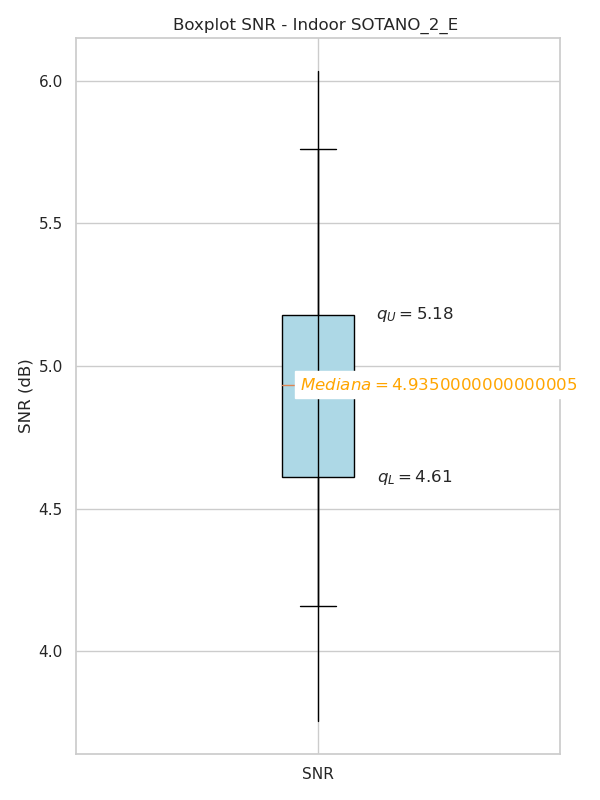 Boxplot SNR - Indoor SOTANO_2_E
6.0
5.5
q_U = 5.18
5.0
Mediana = 4.9350000000000005
SNR (dB)
q_L = 4.61
4.5
4.0
SNR